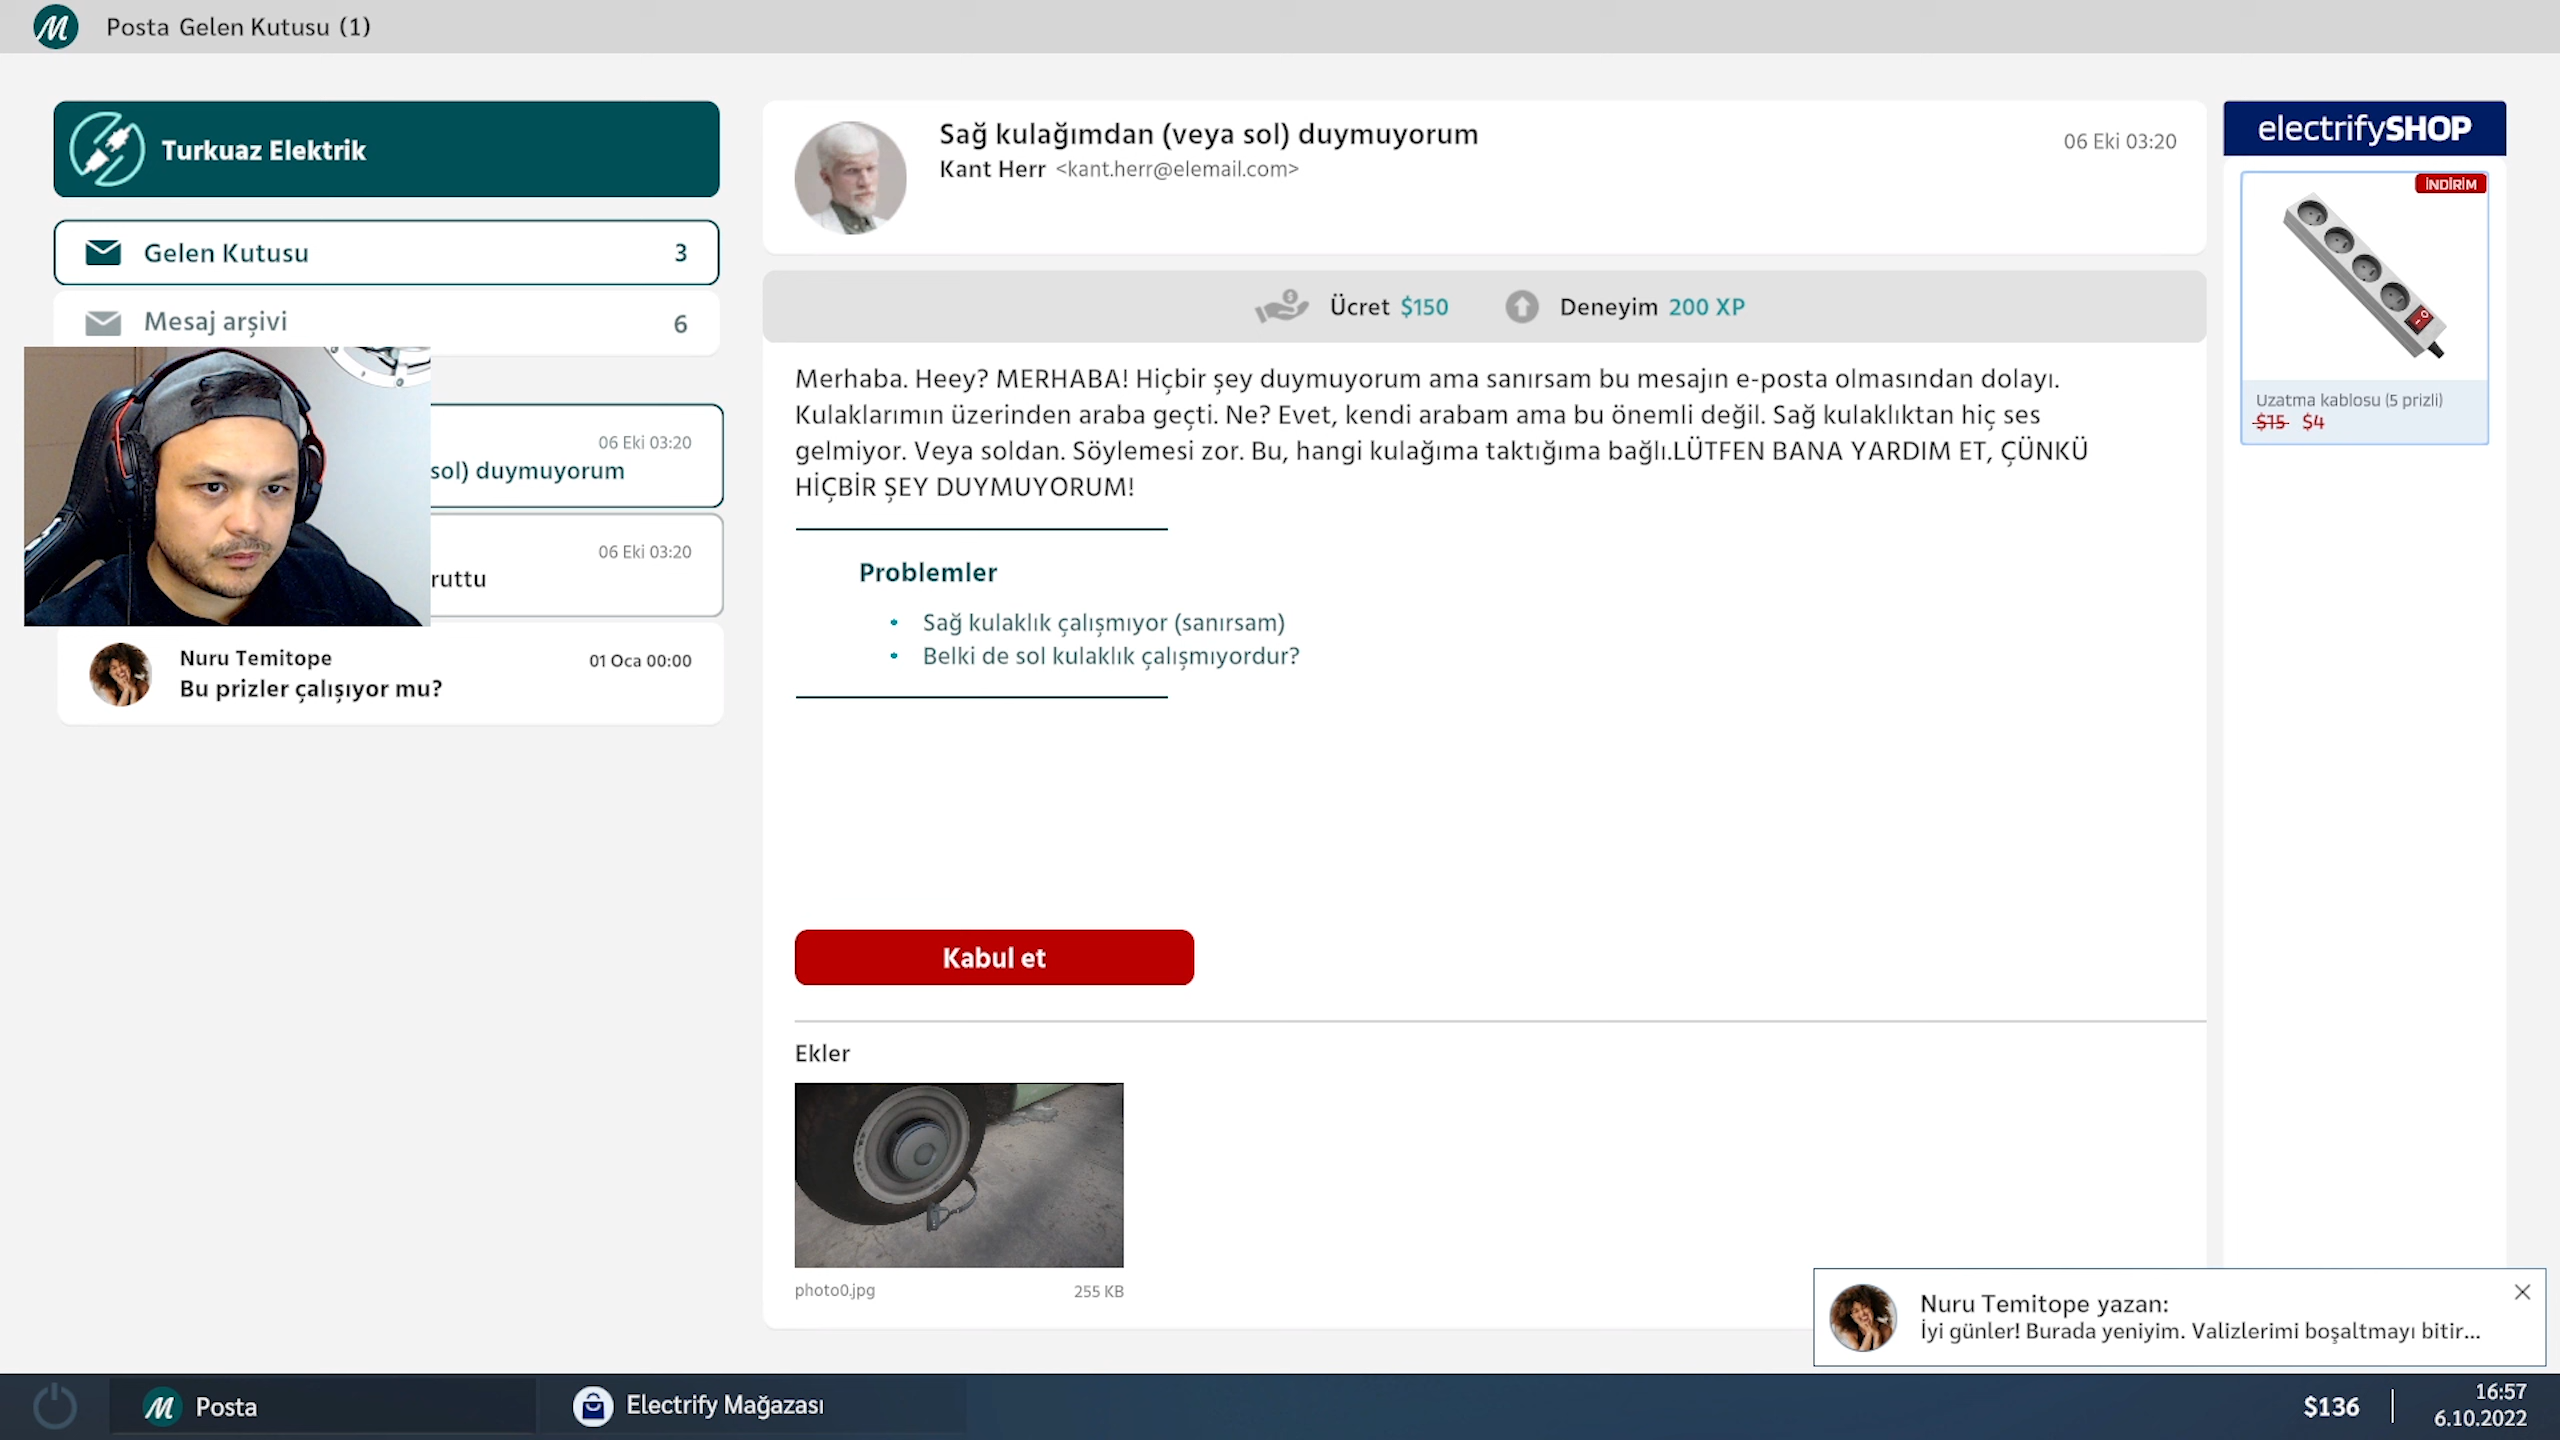 Posta Gelen Kutusu (1)
Turkuaz Elektrik
Gelen Kutusu 3
Mesaj arşivi 6
06 Eki 03:20
sol) duymuyorum
06 Eki 03:20
ruttu
Nuru Temitope 01 Oca 00:00
Bu prizler çalışıyor mu?
Sağ kulağımdan (veya sol) duymuyorum
06 Eki 03:20
Kant Herr <kant.herr@elemail.com>
Ücret $150 Deneyim 200 XP
Merhaba. Heey? MERHABA! Hiçbir şey duymuyorum ama sanırsam bu mesajın e-posta olmasından dolayı.
Kulaklarımın üzerinden araba geçti. Ne? Evet, kendi arabam ama bu önemli değil. Sağ kulaklıktan hiç ses
gelmiyor. Veya soldan. Söylemesi zor. Bu, hangi kulağıma taktığıma bağlı.LÜTFEN BANA YARDIM ET, ÇÜNKÜ
HİÇBİR ŞEY DUYMUYORUM!
Problemler
• Sağ kulaklık çalışmıyor (sanırsam)
• Belki de sol kulaklık çalışmıyordur?
Kabul et
Ekler
photo0.jpg 255 KB
electrifySHOP
İNDİRİM
Uzatma kablosu (5 prizli)
$15 $4
Nuru Temitope yazan:
İyi günler! Burada yeniyim. Valizlerimi boşaltmayı bitir...
Posta
Electrify Mağazası
$136
16:57
6.10.2022